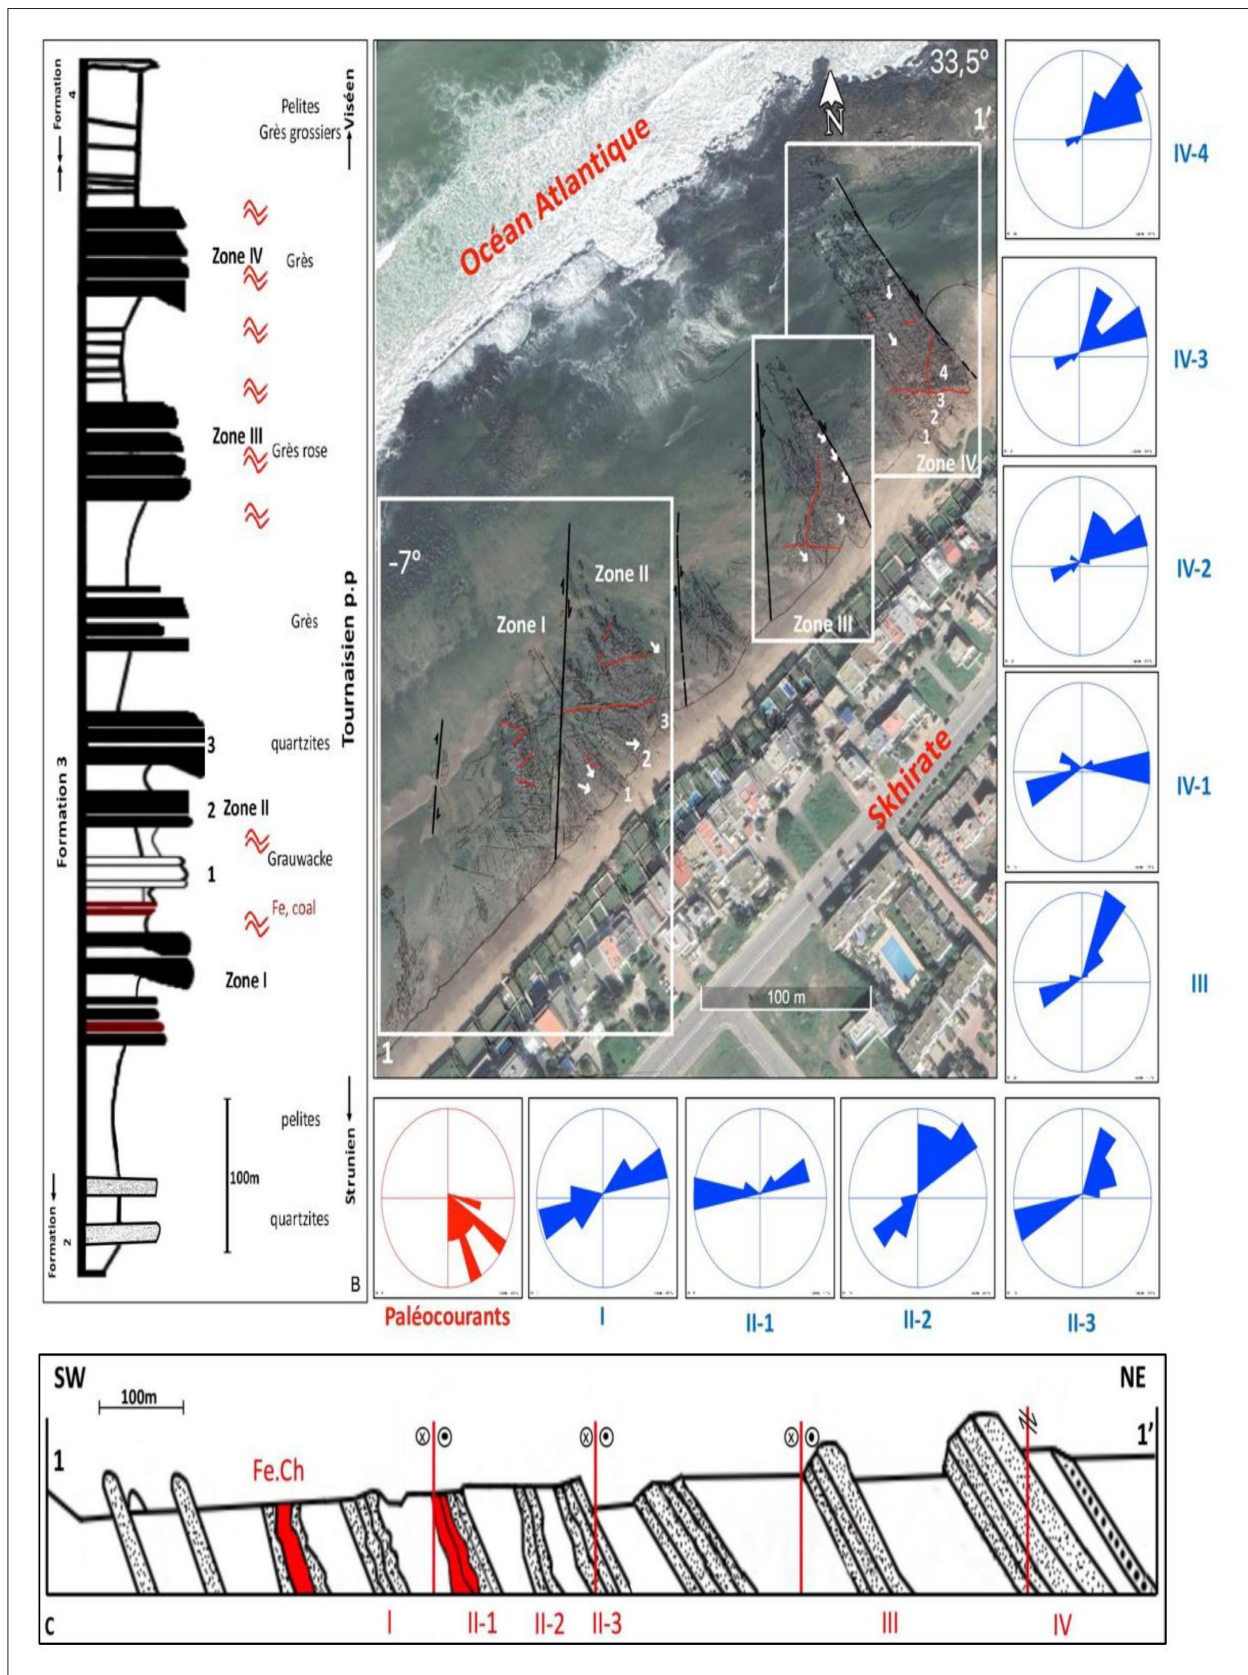 Formation
4
Viséen
Pelites
Grès grossiers
Zone IV
Grès
Zone III
Grès rose
Grès
Tournaisien p.p
Formation 3
3
quartzites
2
Zone II
Grauwacke
1
Fe, coal
Zone I
pelites
100m
Strunien
quartzites
Formation
2
B
33,5°
1'
N
Océan Atlantique
4
3
2
1
Zone IV
-7°
Zone II
Zone I
Zone III
3
2
1
Skhirate
100 m
1
IV-4
IV-3
IV-2
IV-1
III
Paléocourants
I
II-1
II-2
II-3
SW
NE
100m
1
1'
Fe.Ch
C
I
II-1
II-2
II-3
III
IV